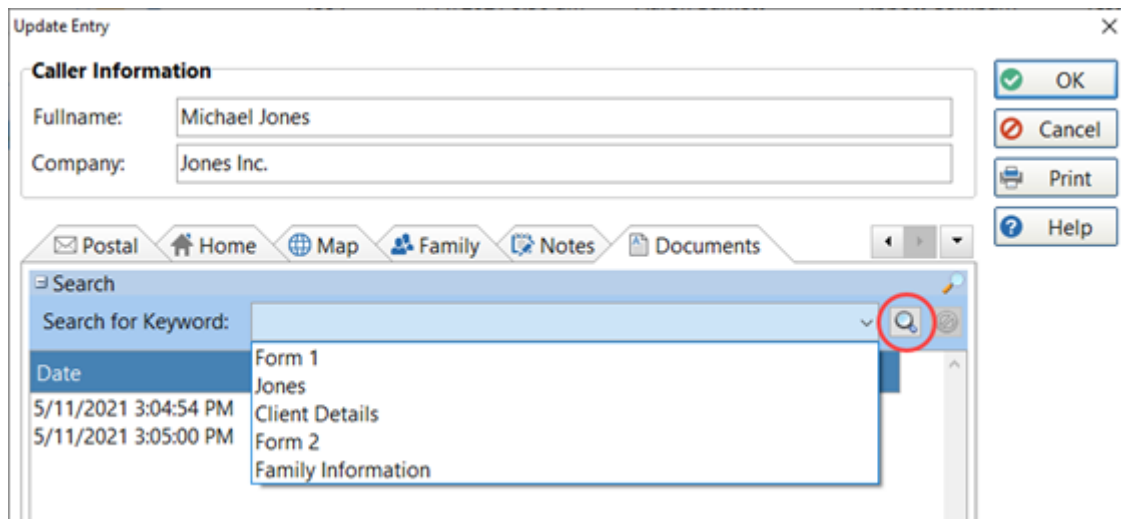 Update Entry
Caller Information
Fullname: Michael Jones
Company: Jones Inc.
OK
Cancel
Print
Help
Postal Home Map Family Notes Documents
Search
Search for Keyword:
Date
5/11/2021 3:04:54 PM
5/11/2021 3:05:00 PM
Form 1
Jones
Client Details
Form 2
Family Information